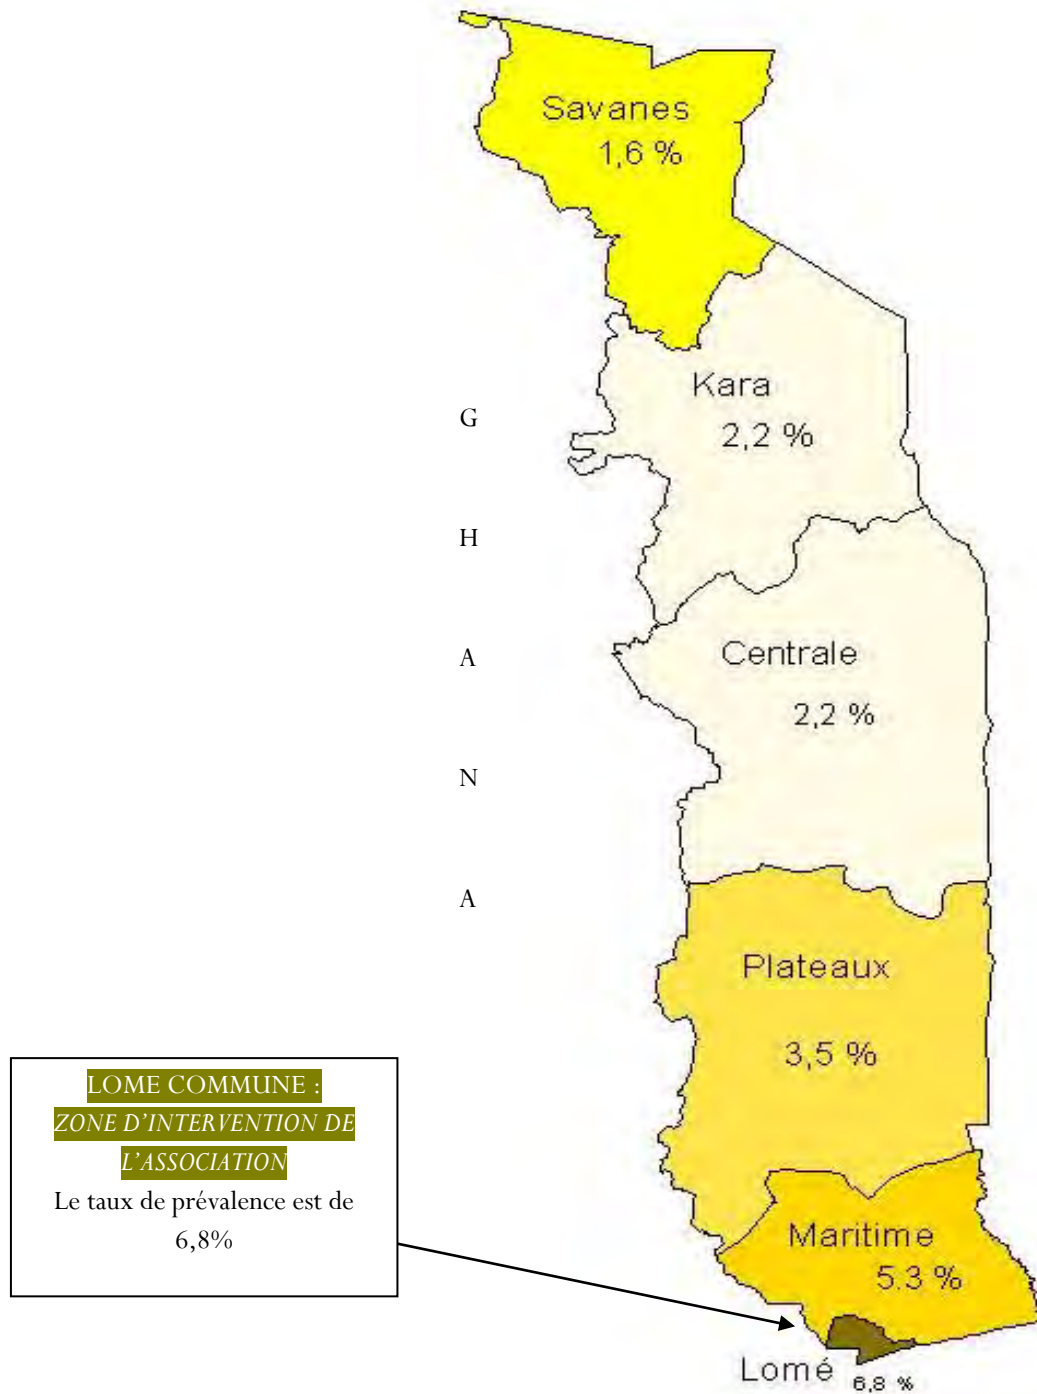 Savanes
1,6 %
Kara
2,2 %
G
H
A
N
A
Centrale
2,2 %
Plateaux
3,5 %
LOME COMMUNE :
ZONE D’INTERVENTION DE
L’ASSOCIATION
Le taux de prévalence est de
6,8%
Maritime
5.3 %
Lomé 6,8 %